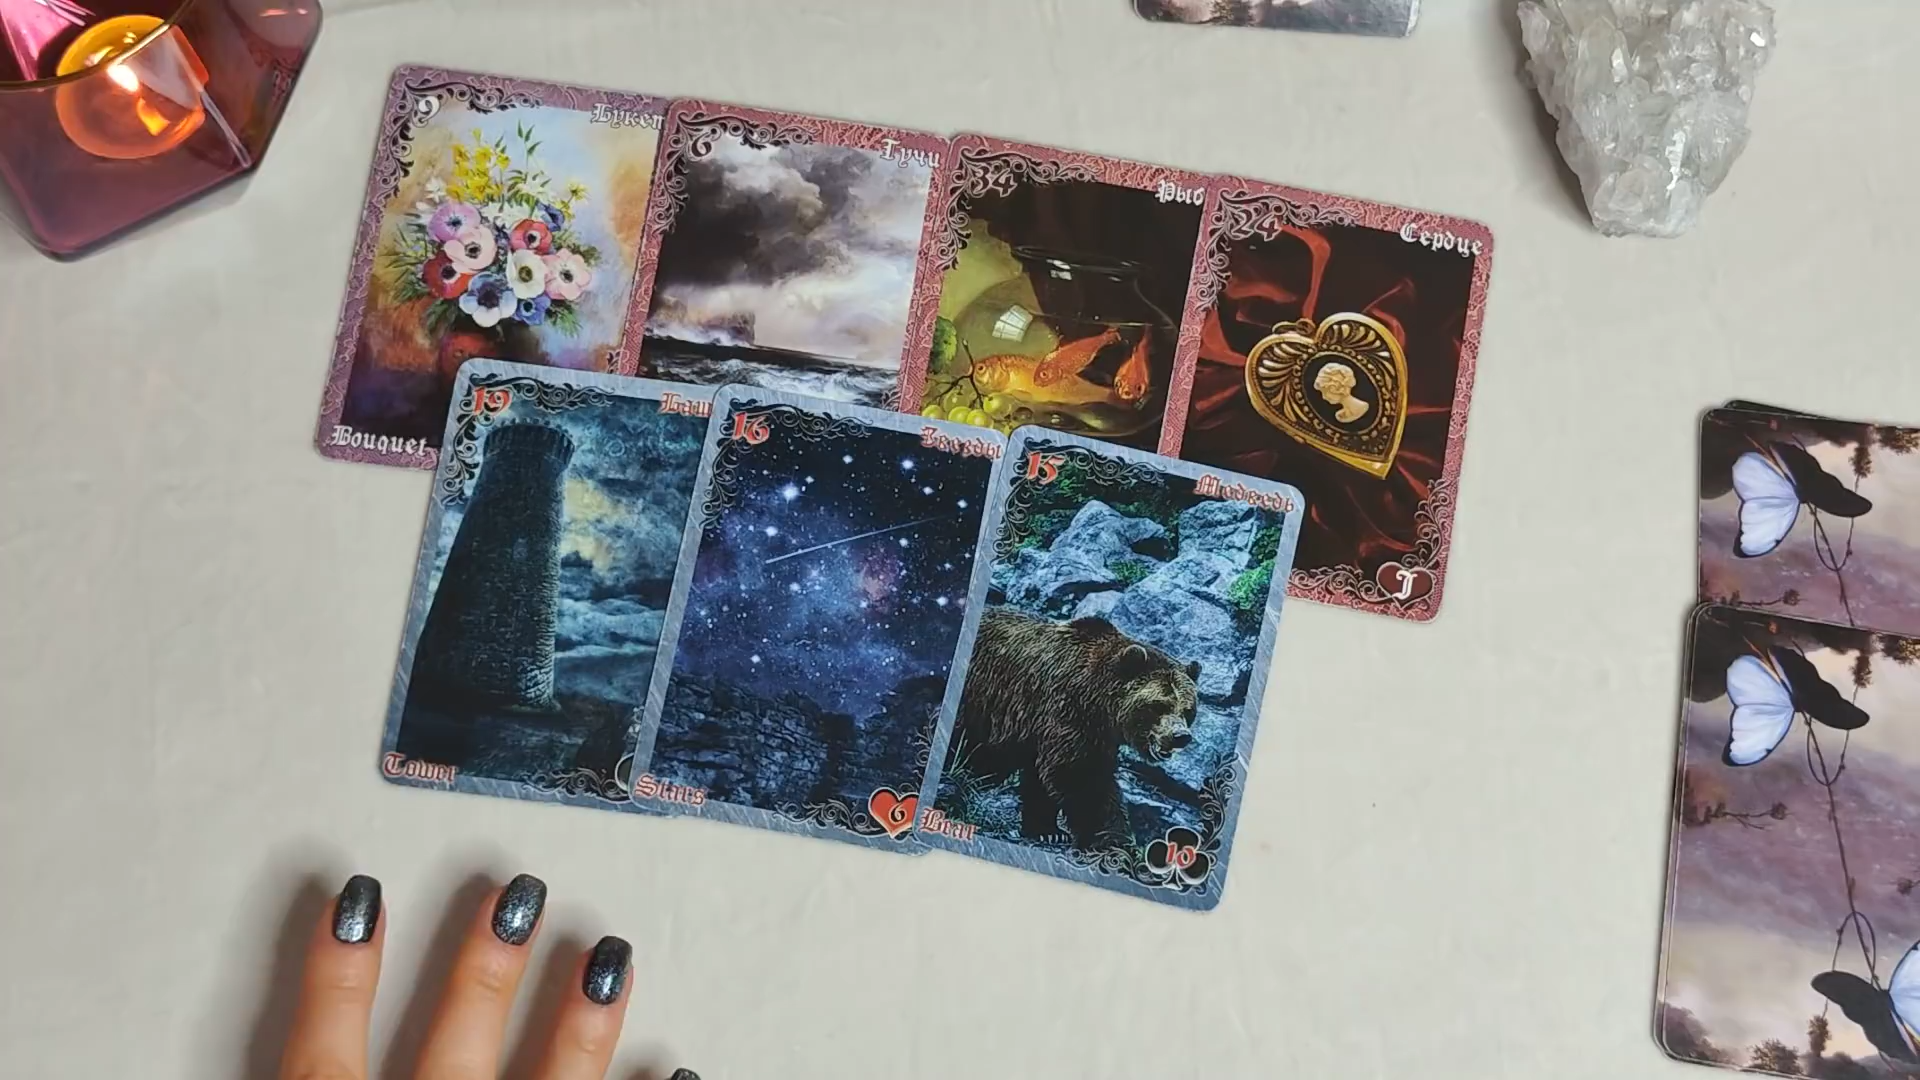 9 Букет
6 Тучи
34 Рыб
24 Сердце
Bouquet
19 Баш
16 Звезды
15 Медведь
J
Tower
Stars
6
Bear
10